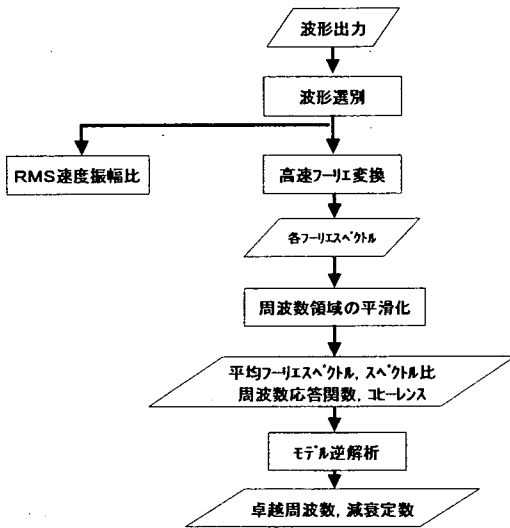 波形出力
波形選別
RMS速度振幅比
高速フーリエ変換
各フーリエスペクトル
周波数領域の平滑化
平均フーリエスペクトル, スペクトル比
周波数応答関数, コヒーレンス
モデル逆解析
卓越周波数, 減衰定数